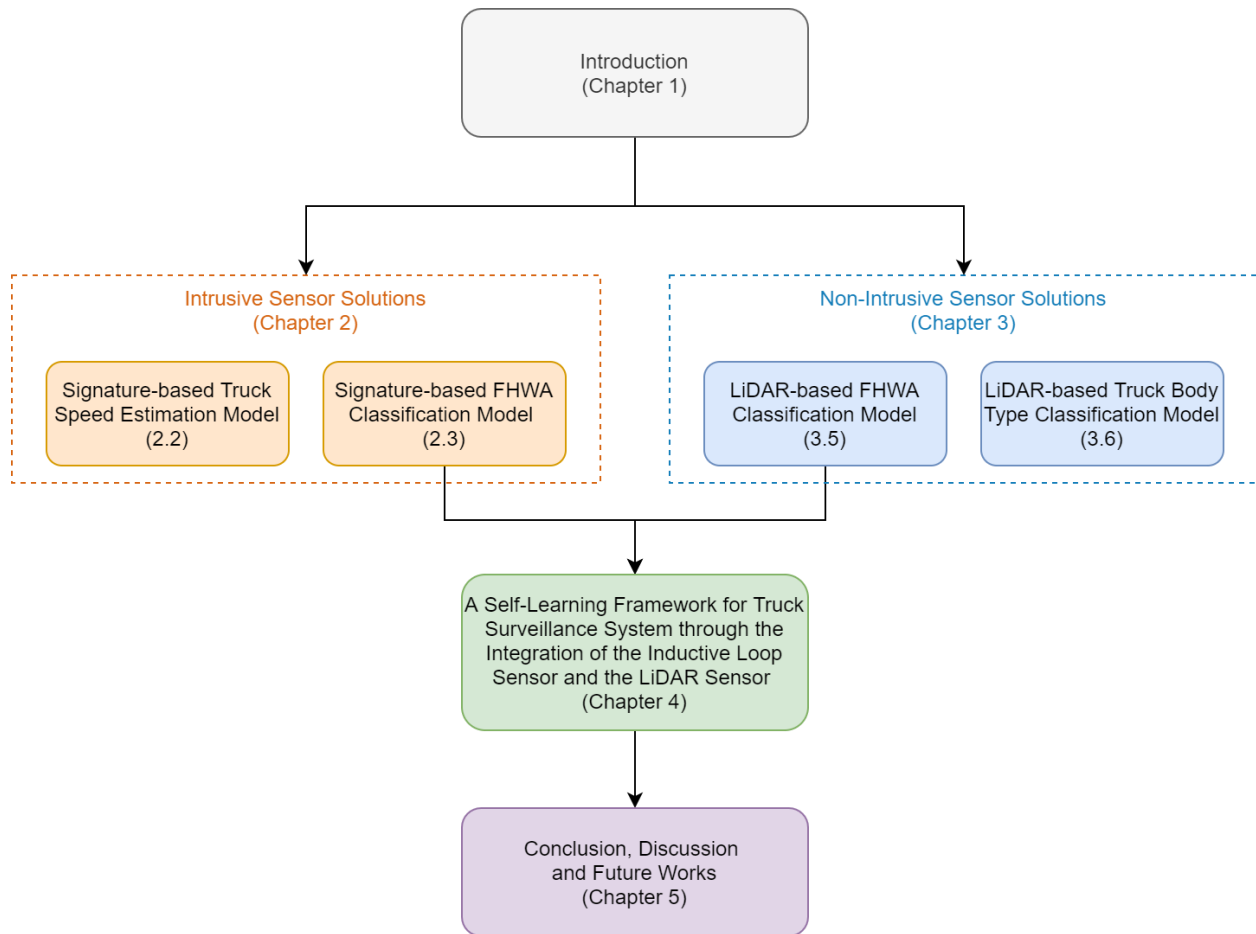 Introduction
(Chapter 1)
Intrusive Sensor Solutions
(Chapter 2)
Signature-based Truck
Speed Estimation Model
(2.2)
Signature-based FHWA
Classification Model
(2.3)
Non-Intrusive Sensor Solutions
(Chapter 3)
LiDAR-based FHWA
Classification Model
(3.5)
LiDAR-based Truck Body
Type Classification Model
(3.6)
A Self-Learning Framework for Truck
Surveillance System through the
Integration of the Inductive Loop
Sensor and the LiDAR Sensor
(Chapter 4)
Conclusion, Discussion
and Future Works
(Chapter 5)